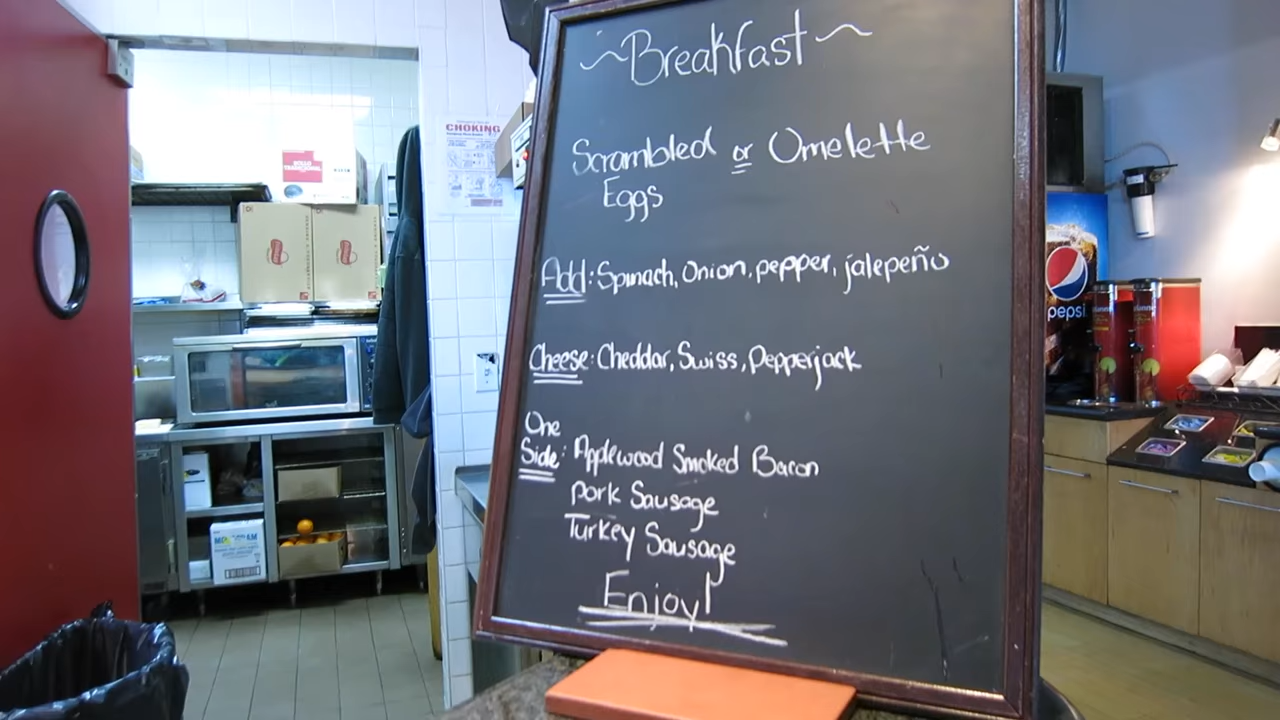 ~Breakfast~
Scrambled or Omelette
Eggs
Add: Spinach, Onion, pepper, jalepeño
Cheese: Cheddar, Swiss, Pepperjack
One
Side: Applewood Smoked Bacon
Pork Sausage
Turkey Sausage
Enjoy!
CHOKING
pepsi